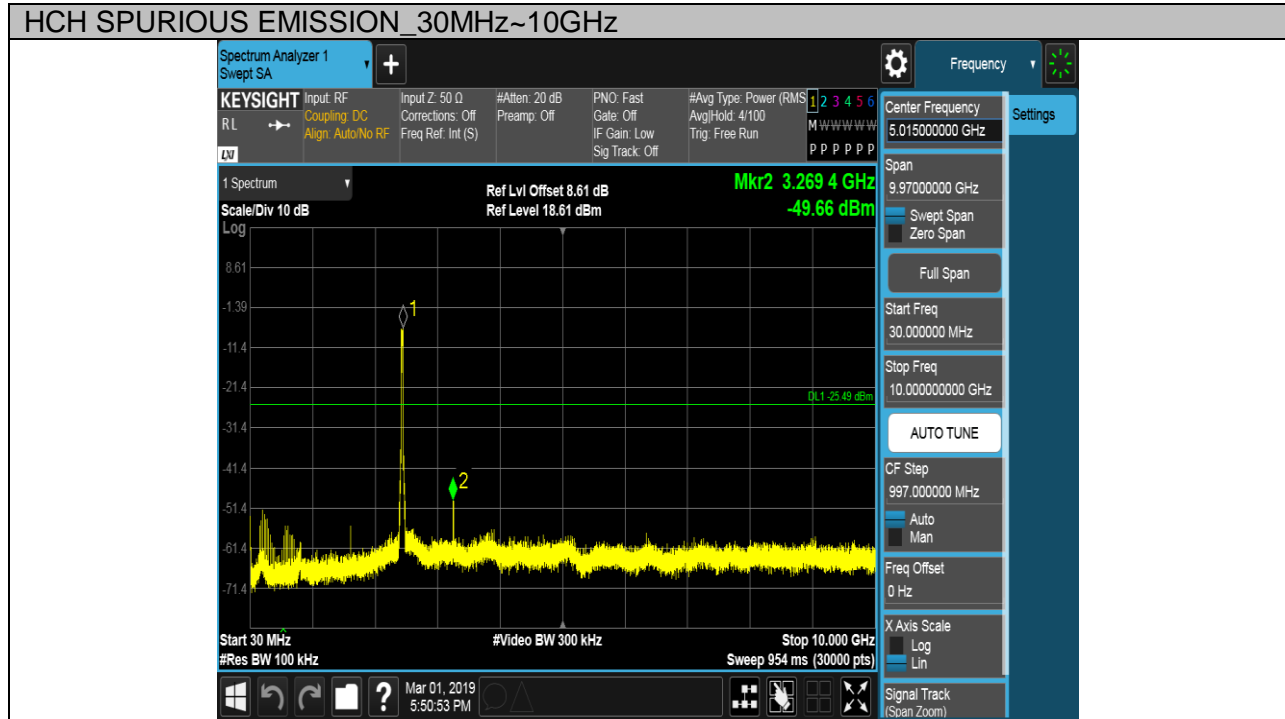 HCH SPURIOUS EMISSION_30MHz~10GHz
Spectrum Analyzer 1
Swept SA
+
Frequency
KEYSIGHT
RL
LXI
Input: RF
Coupling: DC
Align: Auto/No RF
Input Z: 50 Ω
Corrections: Off
Freq Ref: Int (S)
#Atten: 20 dB
Preamp: Off
PNO: Fast
Gate: Off
IF Gain: Low
Sig Track: Off
#Avg Type: Power (RMS
Avg|Hold: 4/100
Trig: Free Run
1 2 3 4 5 6
M W W W W W
P P P P P P
1 Spectrum
Scale/Div 10 dB
Ref Lvl Offset 8.61 dB
Ref Level 18.61 dBm
Mkr2 3.269 4 GHz
-49.66 dBm
Log
8.61
-1.39
-11.4
-21.4
-31.4
-41.4
-51.4
-61.4
-71.4
1
2
DL1 -25.49 dBm
Start 30 MHz
#Res BW 100 kHz
#Video BW 300 kHz
Stop 10.000 GHz
Sweep 954 ms (30000 pts)
Center Frequency
5.015000000 GHz
Settings
Span
9.97000000 GHz
Swept Span
Zero Span
Full Span
Start Freq
30.000000 MHz
Stop Freq
10.000000000 GHz
AUTO TUNE
CF Step
997.000000 MHz
Auto
Man
Freq Offset
0 Hz
X Axis Scale
Log
Lin
Signal Track
(Span Zoom)
?
Mar 01, 2019
5:50:53 PM